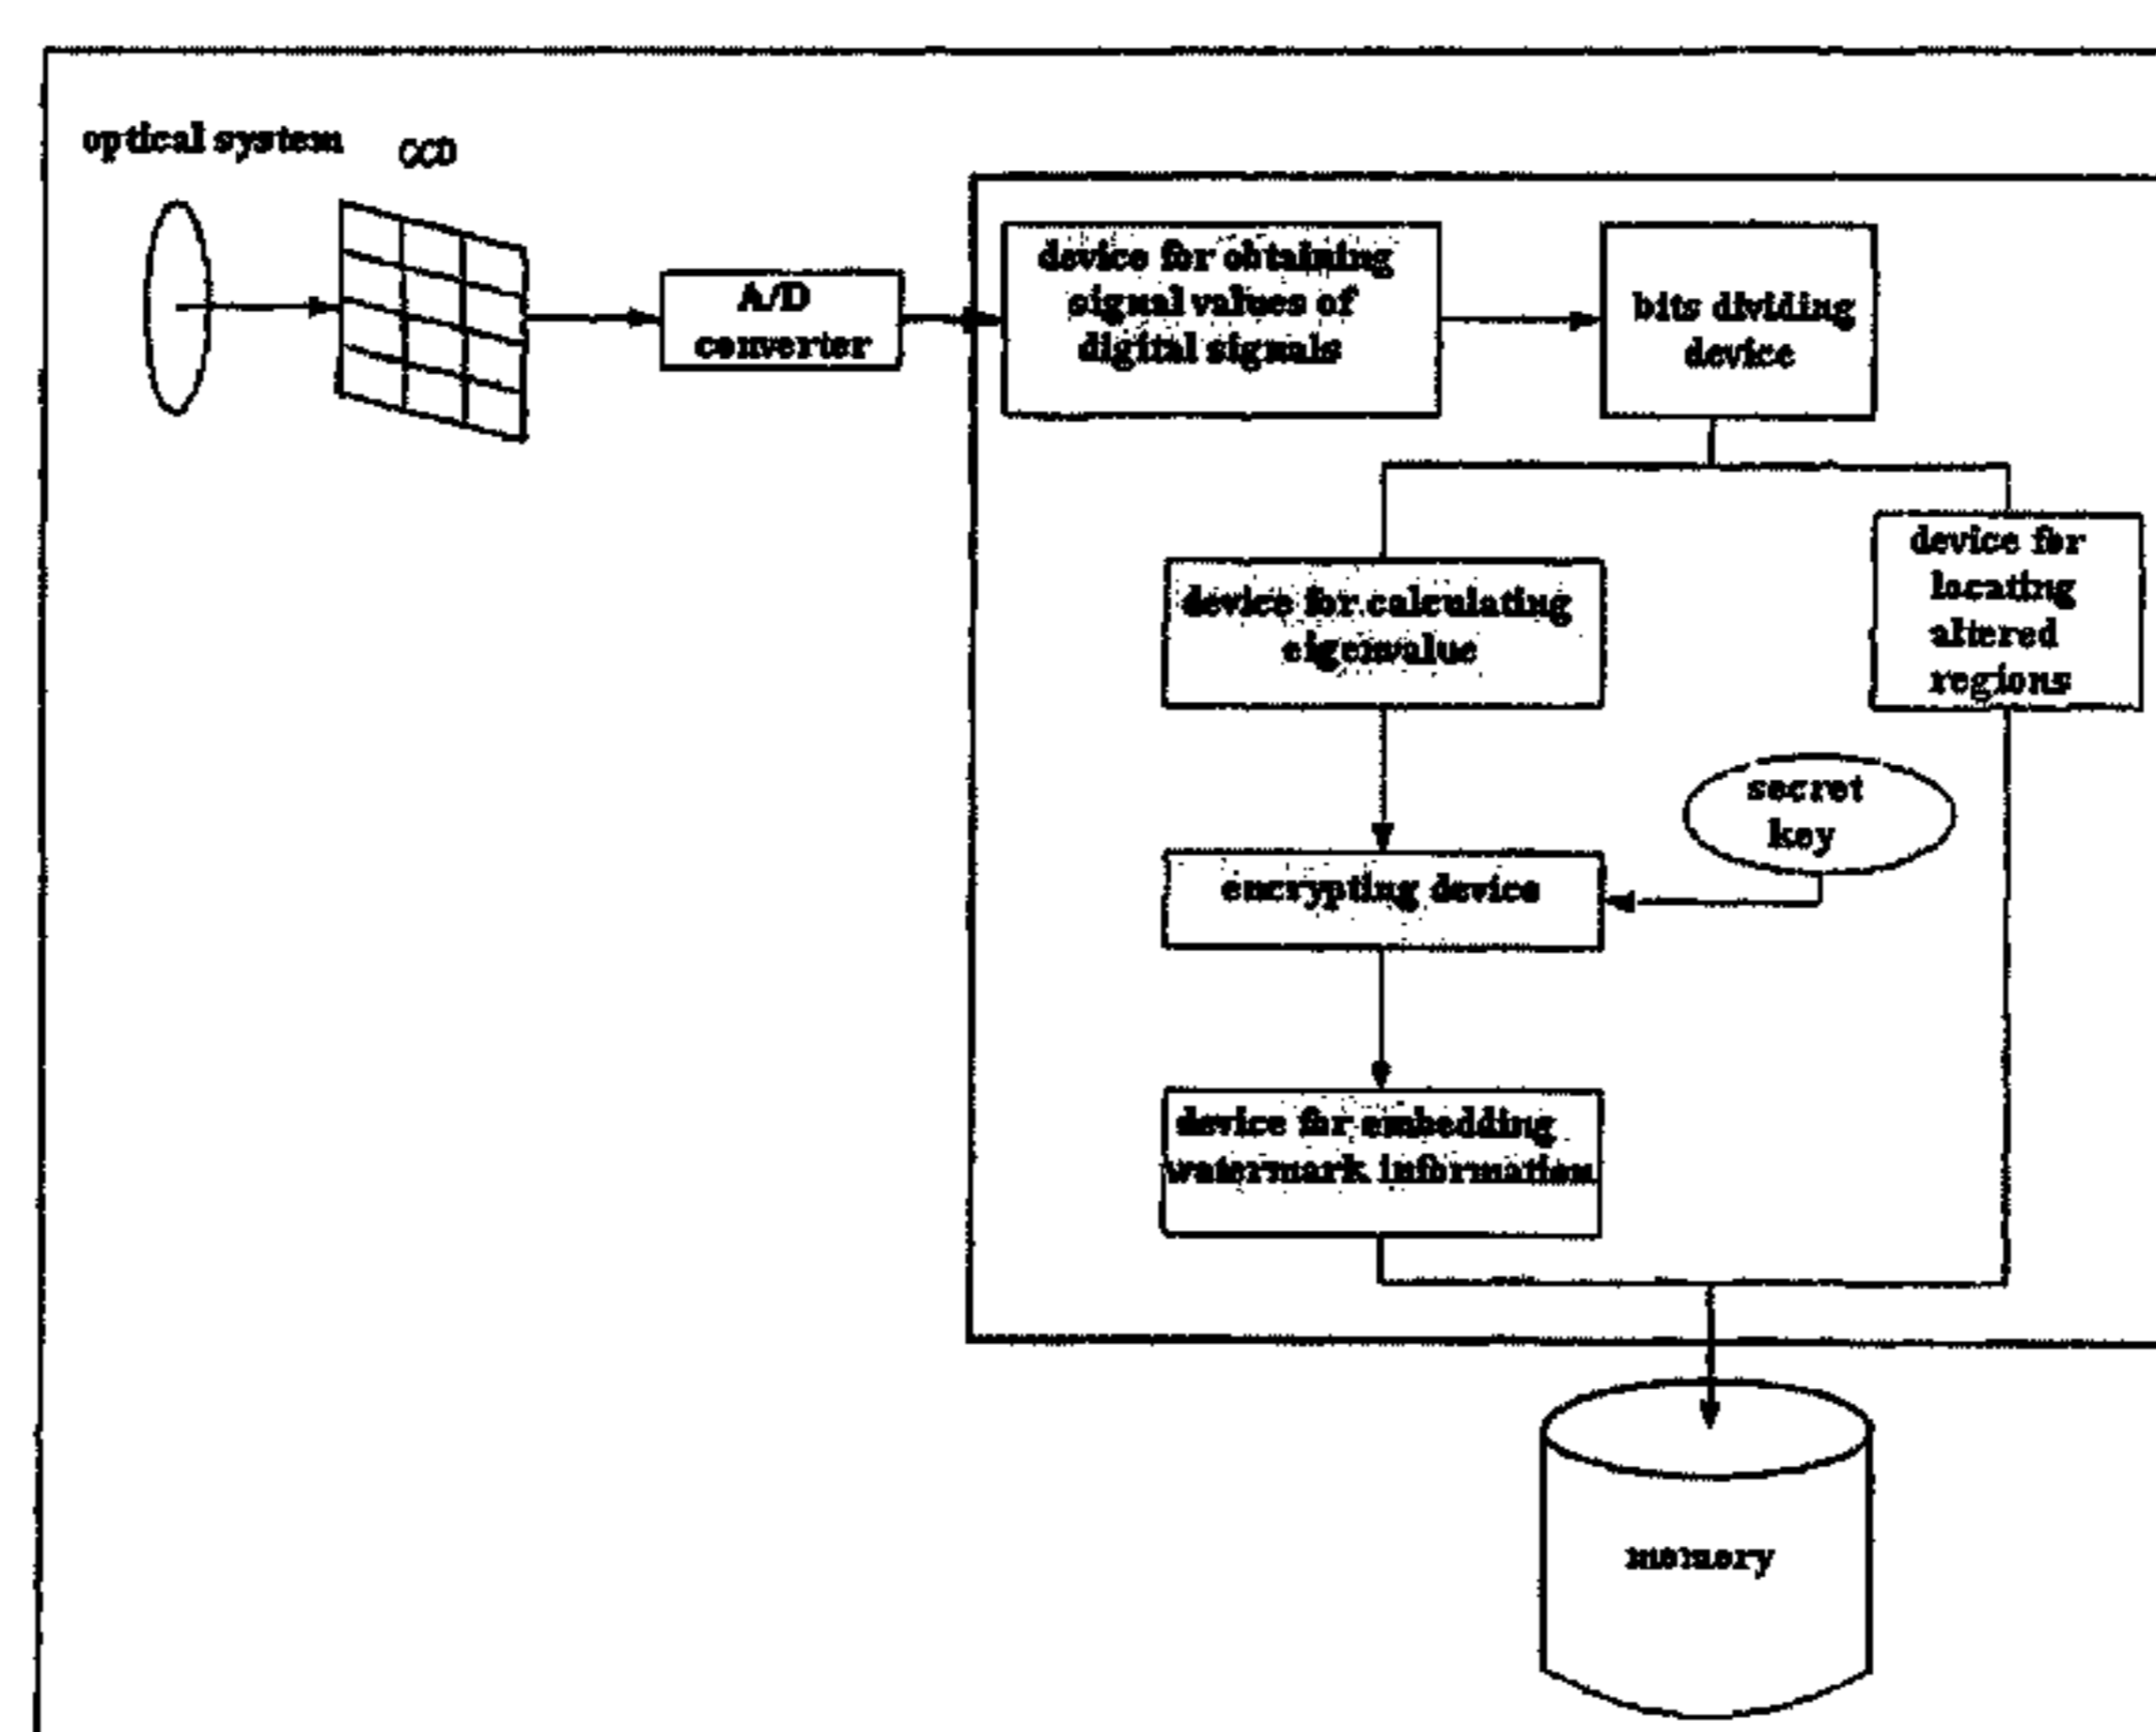 optical system
CCD
A/D
converter
device for obtaining
signal values of
digital signals
bits dividing
device
device for calculating
eigenvalue
device for
locating
altered
regions
secret
key
encrypting device
device for embedding
watermark information
memory